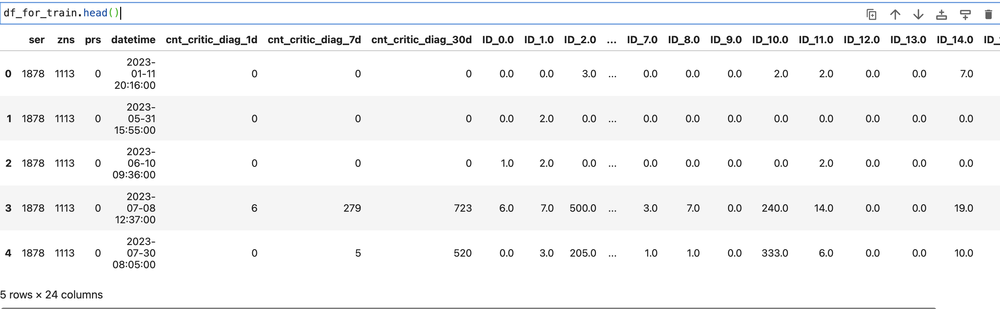 df_for_train.head()
ser zns prs datetime cnt_critic_diag_1d cnt_critic_diag_7d cnt_critic_diag_30d ID_0.0 ID_1.0 ID_2.0 ... ID_7.0 ID_8.0 ID_9.0 ID_10.0 ID_11.0 ID_12.0 ID_13.0 ID_14.0 ID_
0 1878 1113 0 2023-01-11 20:16:00 0 0 0 0.0 0.0 3.0 ... 0.0 0.0 0.0 2.0 2.0 0.0 0.0 7.0
1 1878 1113 0 2023-05-31 15:55:00 0 0 0 0.0 2.0 0.0 ... 0.0 0.0 0.0 0.0 0.0 0.0 0.0 0.0
2 1878 1113 0 2023-06-10 09:36:00 0 0 0 1.0 2.0 0.0 ... 0.0 0.0 0.0 0.0 2.0 0.0 0.0 0.0
3 1878 1113 0 2023-07-08 12:37:00 6 279 723 6.0 7.0 500.0 ... 3.0 7.0 0.0 240.0 14.0 0.0 0.0 19.0
4 1878 1113 0 2023-07-30 08:05:00 0 5 520 0.0 3.0 205.0 ... 1.0 1.0 0.0 333.0 6.0 0.0 0.0 10.0
5 rows × 24 columns